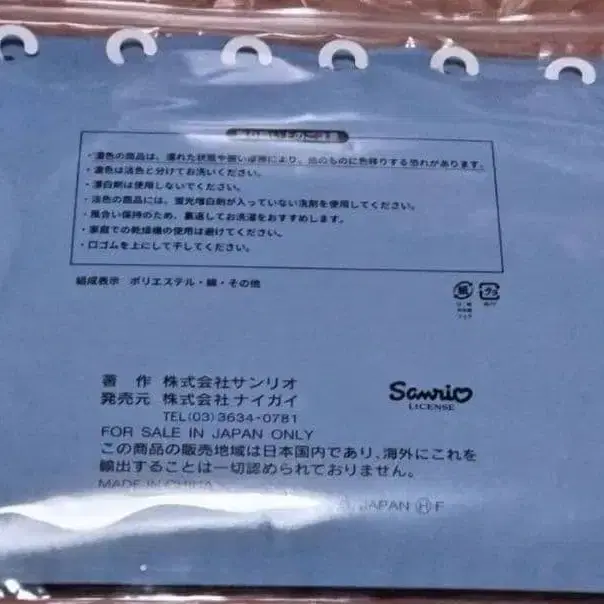 取り扱い上のご注意
・濃色の商品は、濡れた状態や強い摩擦により、他のものに色移りする恐れがあります。
・濃色は淡色と分けてお洗いください。
・漂白剤は使用しないでください。
・淡色の商品には、蛍光増白剤が入っていない洗剤を使用してください。
・風合い保持のため、裏返してお洗濯をおすすめします。
・家庭での乾燥機の使用は避けてください。
・口ゴムを上にして干してください。
組成表示 ポリエステル・綿・その他
紙
プラ
著　作 株式会社サンリオ
発売元 株式会社ナイガイ
TEL(03)3634-0781
Sanrio
LICENSE
FOR SALE IN JAPAN ONLY
この商品の販売地域は日本国内であり、海外にこれを
輸出することは一切認められておりません。
MADE IN CHINA
JAPAN Ⓗ F